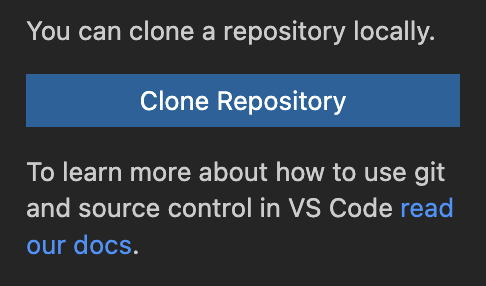 You can clone a repository locally.
Clone Repository
To learn more about how to use git
and source control in VS Code read
our docs.